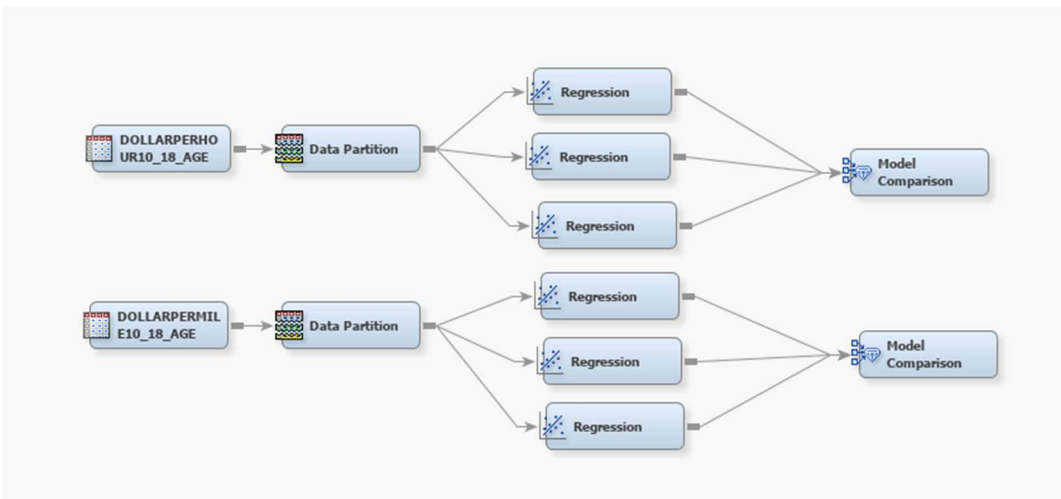 DOLLARPERHO
UR10_18_AGE
Data Partition
Regression
Regression
Regression
Model
Comparison
DOLLARPERMIL
E10_18_AGE
Data Partition
Regression
Regression
Regression
Model
Comparison